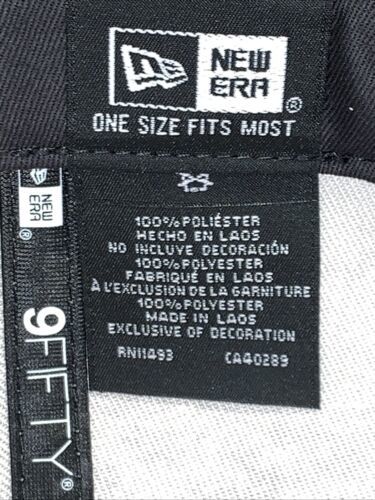 NEW
ERA®
ONE SIZE FITS MOST
NEW
ERA®
9FIFTY
100% POLIÉSTER
HECHO EN LAOS
NO INCLUYE DECORACIÓN
100% POLYESTER
FABRIQUÉ EN LAOS
À L'EXCLUSION DE LA GARNITURE
100% POLYESTER
MADE IN LAOS
EXCLUSIVE OF DECORATION
RN11493 CA40289